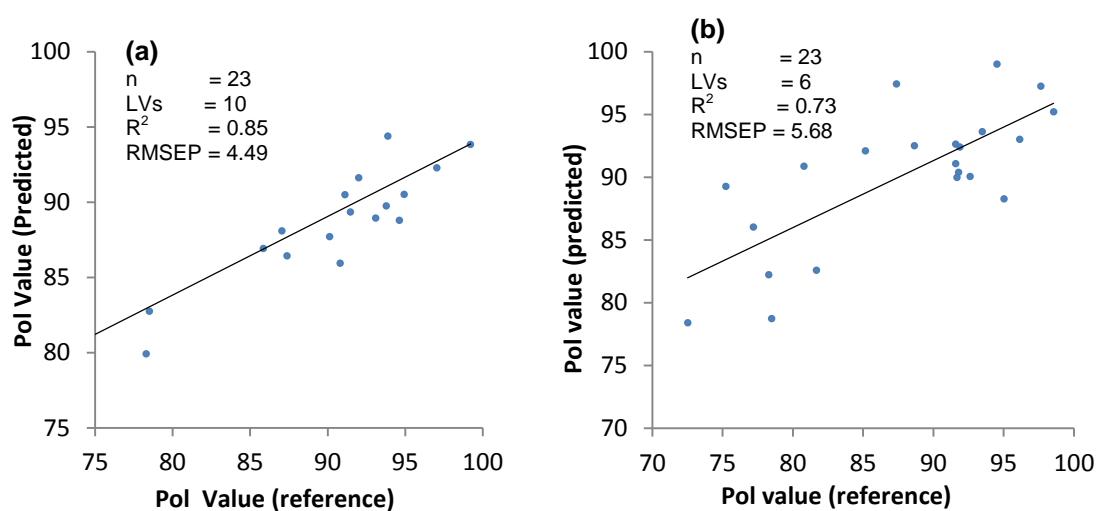 (a)
n = 23
LVs = 10
R² = 0.85
RMSEP = 4.49
100
95
90
85
80
75
75 80 85 90 95 100
Pol Value (Predicted)
Pol Value (reference)
(b)
n = 23
LVs = 6
R² = 0.73
RMSEP = 5.68
100
95
90
85
80
75
70
70 75 80 85 90 95 100
Pol value (predicted)
Pol value (reference)